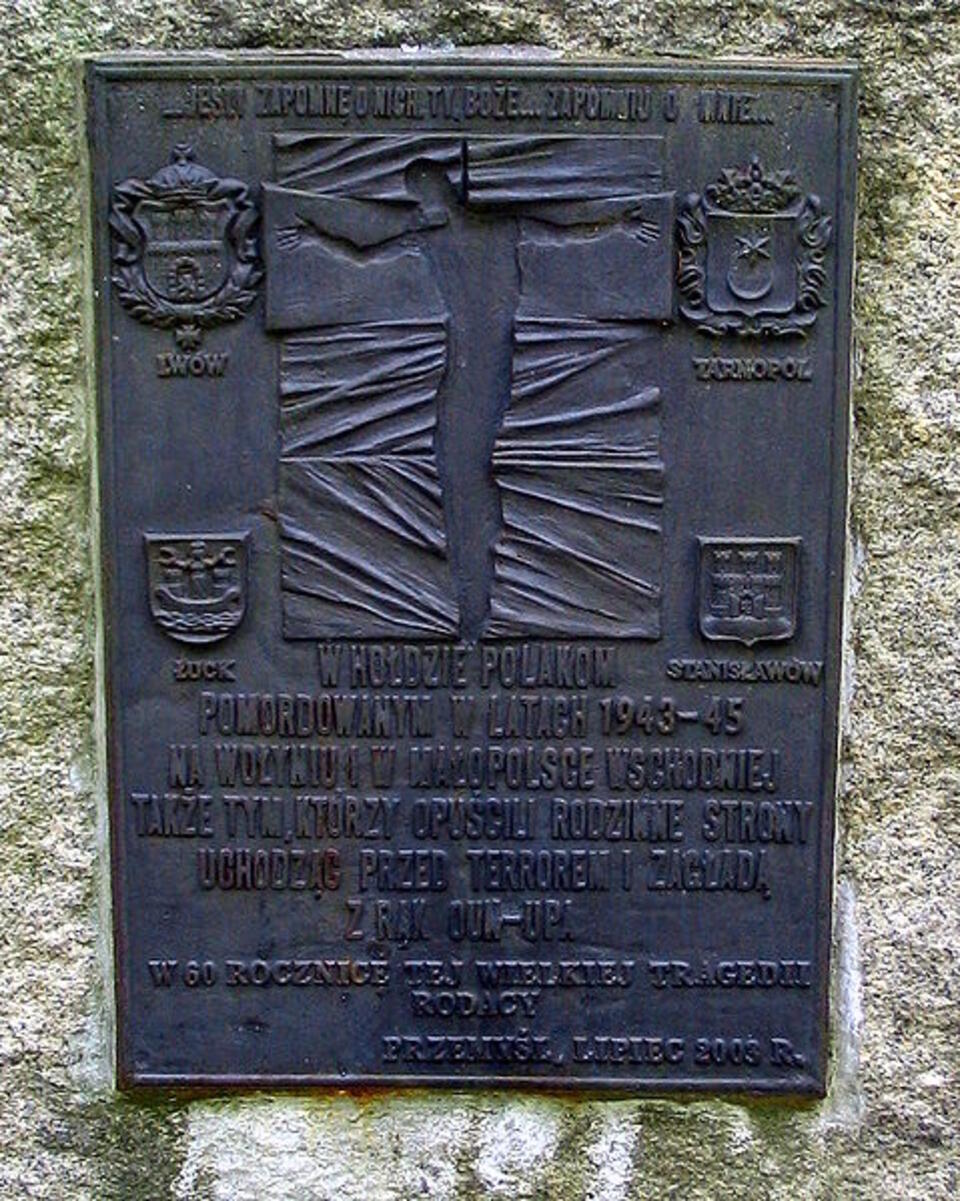 ...JEŚLI ZAPOMNĘ O NICH, TY, BOŻE... ZAPOMNIJ O MNIE...
LWÓW
TARNOPOL
ŁUCK
STANISŁAWÓW
W HOŁDZIE POLAKOM
POMORDOWANYM W LATACH 1943-45
NA WOŁYNIU I W MAŁOPOLSCE WSCHODNIEJ
TAKŻE TYM, KTÓRZY OPUŚCILI RODZINNE STRONY
UCHODZĄC PRZED TERROREM I ZAGŁADĄ
Z RĄK OUN-UPA
W 60 ROCZNICĘ TEJ WIELKIEJ TRAGEDII
RODACY
PRZEMYŚL, LIPIEC 2003 R.